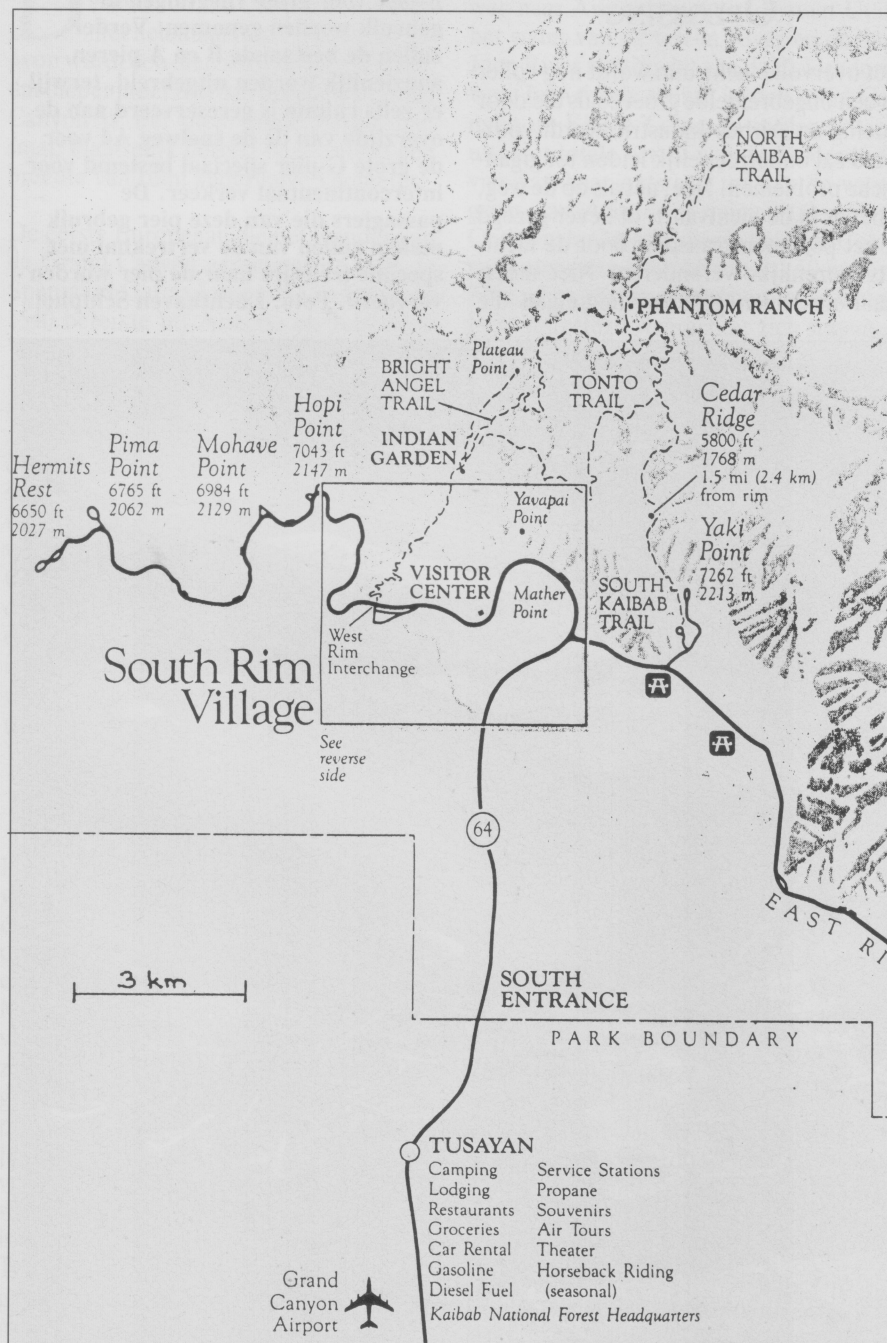 NORTH
KAIBAB
TRAIL
PHANTOM RANCH
Plateau
Point
BRIGHT
ANGEL
TRAIL
TONTO
TRAIL
INDIAN
GARDEN
Cedar
Ridge
5800 ft
1768 m
1.5 mi (2.4 km)
from rim
Hopi
Point
7043 ft
2147 m
Mohave
Point
6984 ft
2129 m
Pima
Point
6765 ft
2062 m
Hermits
Rest
6650 ft
2027 m
Yavapai
Point
Yaki
Point
7262 ft
2213 m
VISITOR
CENTER
Mather
Point
SOUTH
KAIBAB
TRAIL
West
Rim
Interchange
South Rim
Village
See
reverse
side
64
EAST RI
3 km
SOUTH
ENTRANCE
PARK BOUNDARY
TUSAYAN
Camping Service Stations
Lodging Propane
Restaurants Souvenirs
Groceries Air Tours
Car Rental Theater
Gasoline Horseback Riding
Diesel Fuel (seasonal)
Kaibab National Forest Headquarters
Grand
Canyon
Airport